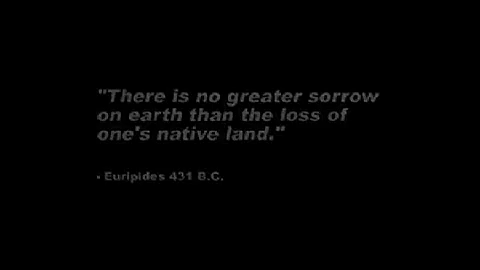 "There is no greater sorrow
on earth than the loss of
one's native land."
- Euripides 431 B.C.